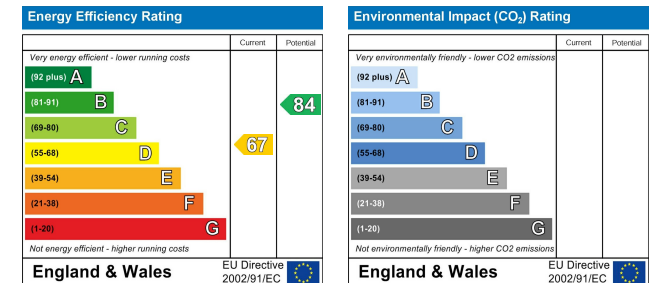 Energy Efficiency Rating
Current Potential
Very energy efficient - lower running costs
(92 plus) A
(81-91) B
84
(69-80) C
(55-68) D
67
(39-54) E
(21-38) F
(1-20) G
Not energy efficient - higher running costs
England & Wales
EU Directive
2002/91/EC
Environmental Impact (CO₂) Rating
Current Potential
Very environmentally friendly - lower CO2 emissions
(92 plus) A
(81-91) B
(69-80) C
(55-68) D
(39-54) E
(21-38) F
(1-20) G
Not environmentally friendly - higher CO2 emissions
England & Wales
EU Directive
2002/91/EC